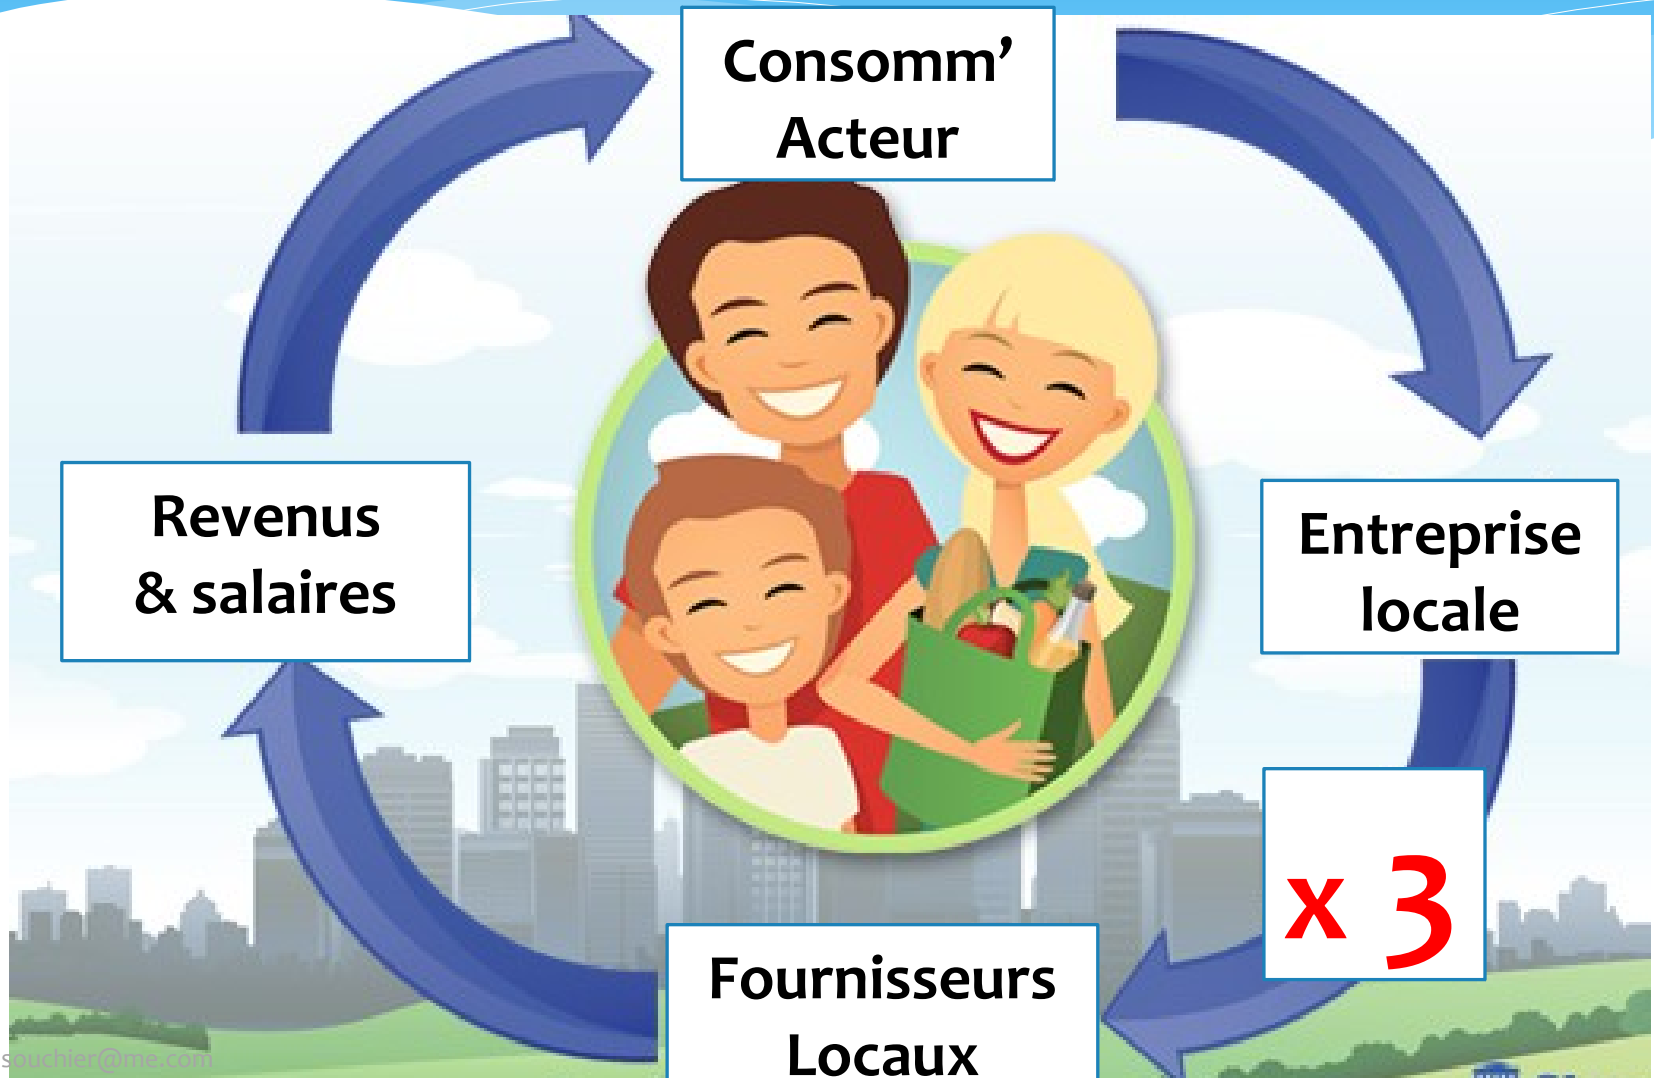 Consomm’
Acteur
Revenus
& salaires
Entreprise
locale
x 3
Fournisseurs
Locaux
souchier@me.com